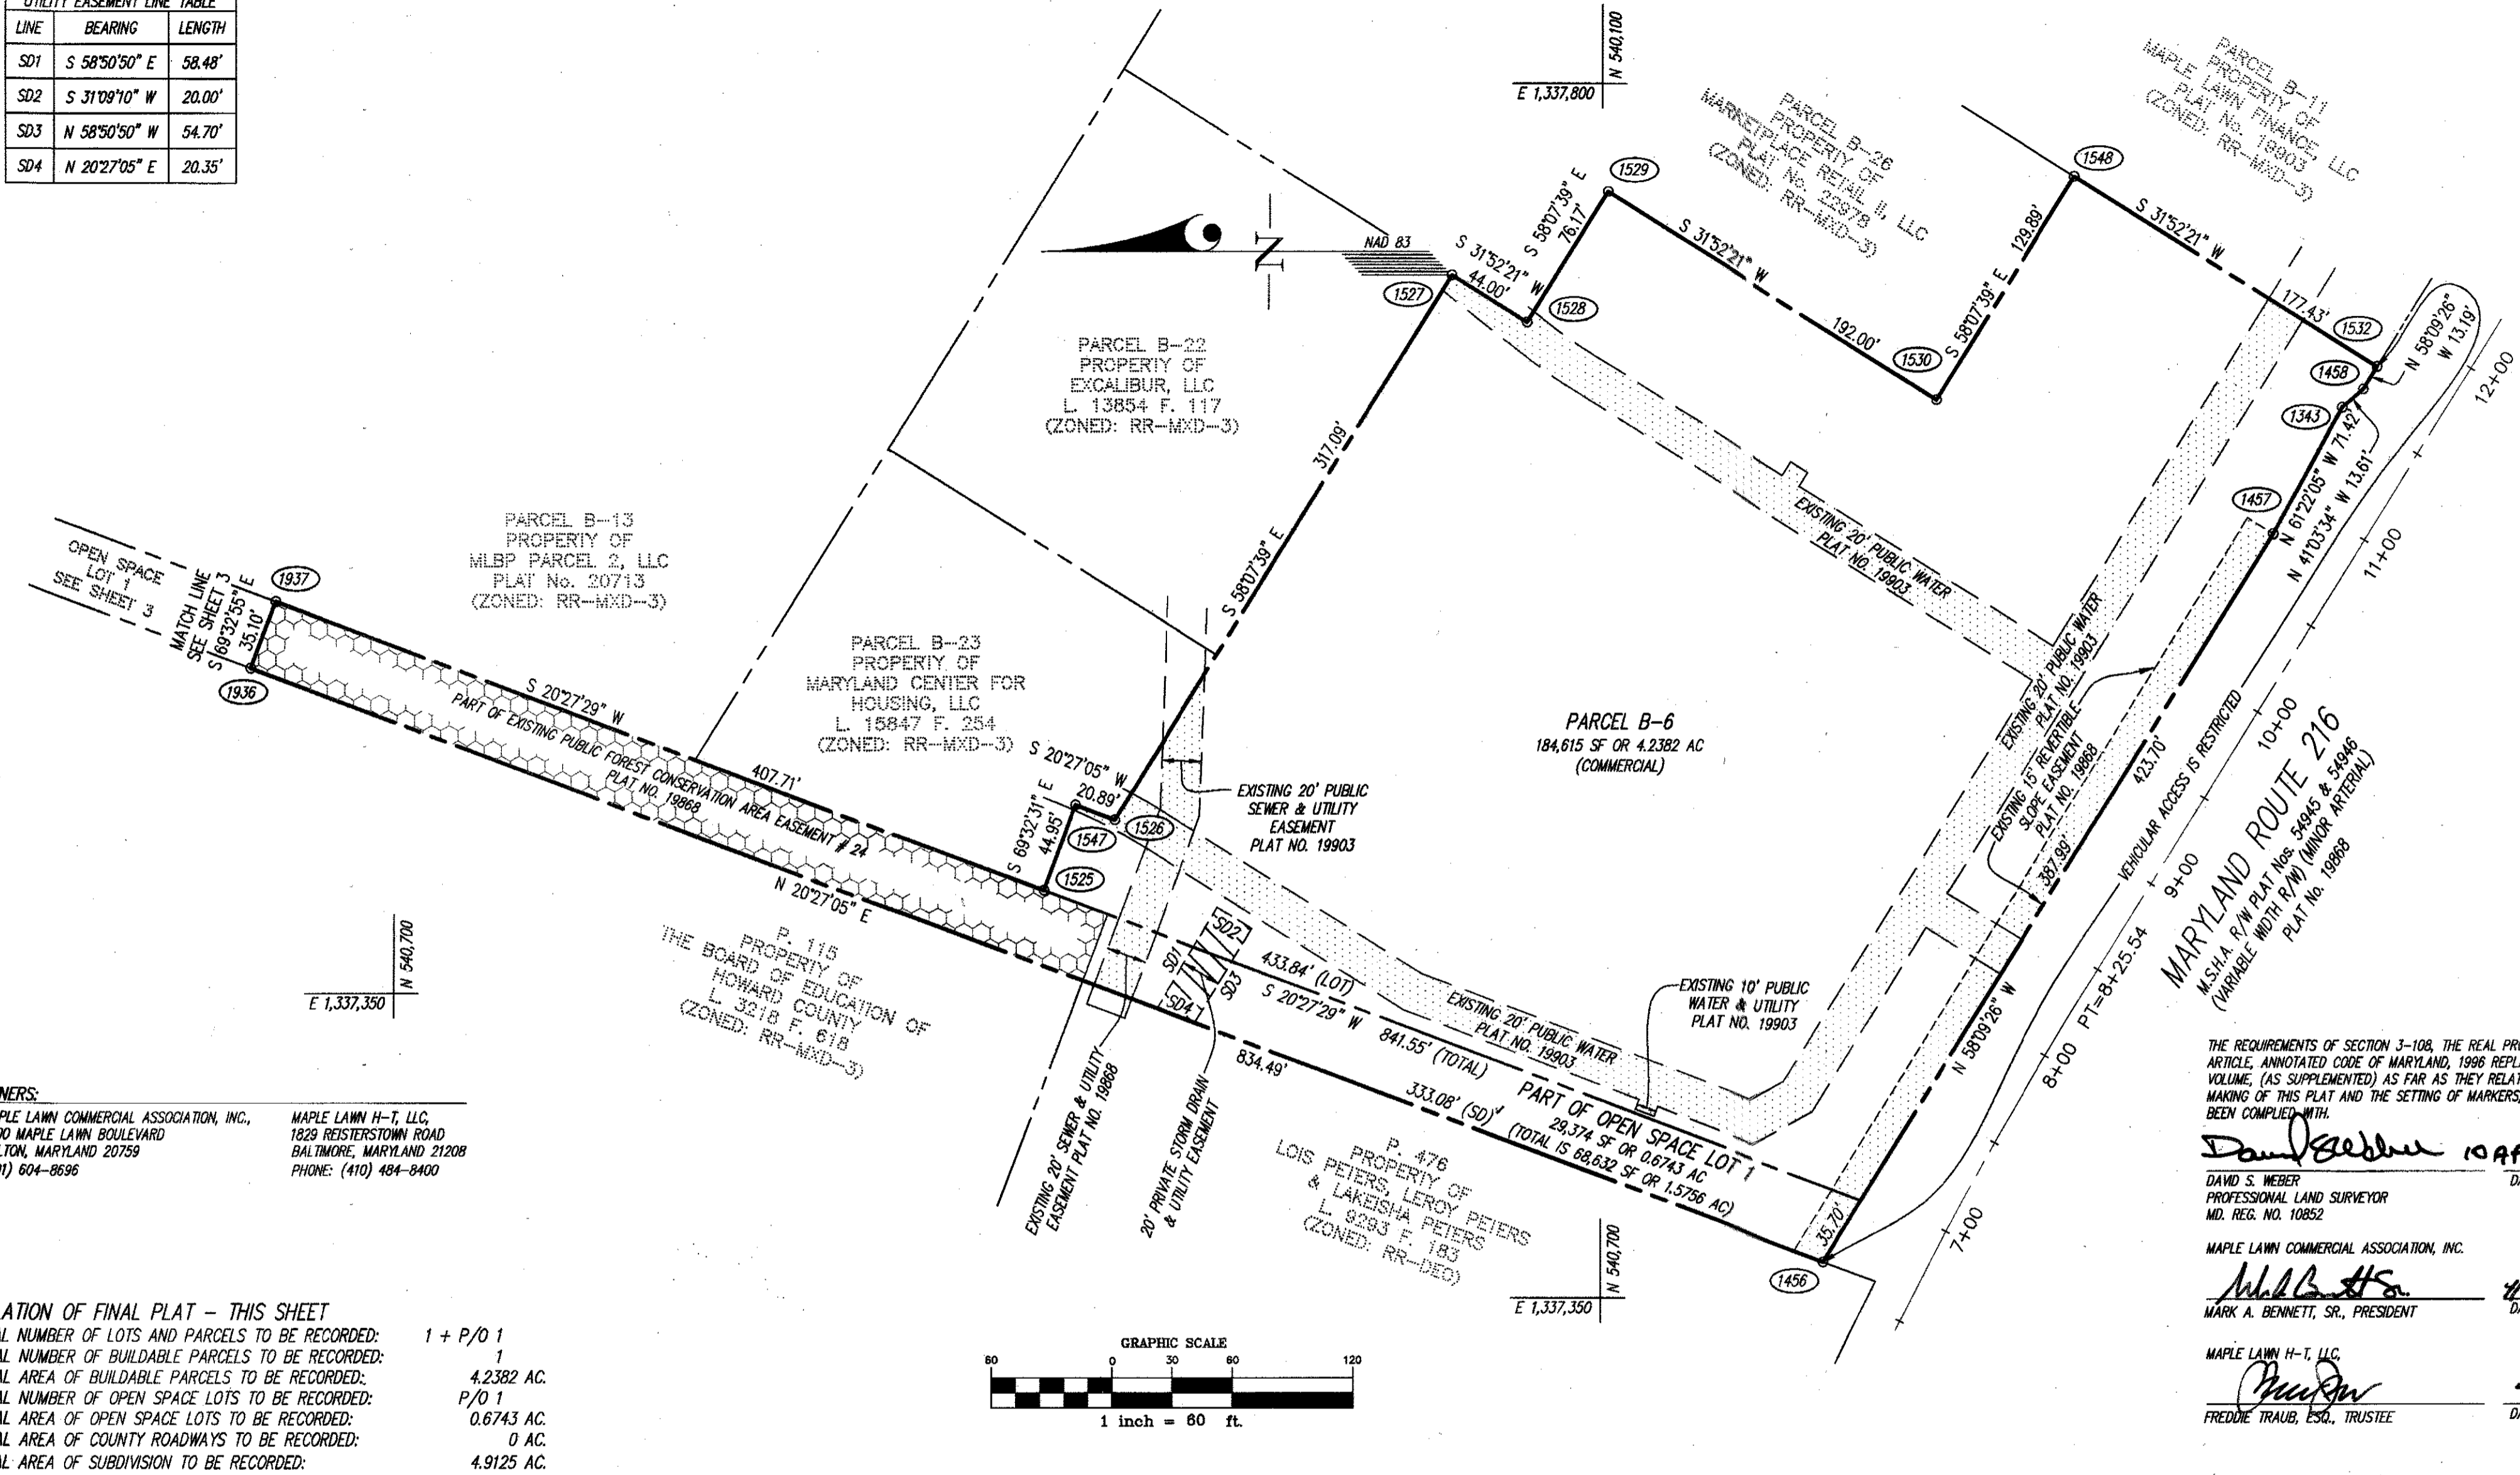 UTILITY EASEMENT LINE TABLE
LINE BEARING LENGTH
SD1 S 58°50'50" E 58.48'
SD2 S 31°09'10" W 20.00'
SD3 N 58°50'50" W 54.70'
SD4 N 20°27'05" E 20.35'
E 1,337,800
N 540,100
PARCEL B-26
PROPERTY OF
MARKETPLACE RETAIL II, LLC
PLAT No. 22978
(ZONED: RR-MXD-3)
PARCEL B-11
PROPERTY OF
MAPLE LAWN FINANCE, LLC
PLAT No. 19903
(ZONED: RR-MXD-3)
1548
1529
S 58°07'39" E
76.17'
S 31°52'21" W
192.00'
129.89'
S 58°07'39" E
S 31°52'21" W
177.43'
N
NAD 83
S 31°52'21" W
44.00'
1527
1528
1530
1532
1458
1343
1457
N 58°09'26"
W 13.19'
N 61°22'05" W 71.42'
N 41°03'34" W 13.61'
12+00
11+00
10+00
9+00
8+00 PT=8+25.54
7+00
PARCEL B-22
PROPERTY OF
EXCALIBUR, LLC
L. 13854 F. 117
(ZONED: RR-MXD-3)
317.09'
S 58°07'39" E
EXISTING 20' PUBLIC WATER
PLAT NO. 19903
PARCEL B-13
PROPERTY OF
MLBP PARCEL 2, LLC
PLAT No. 20713
(ZONED: RR-MXD-3)
OPEN SPACE
LOT 1
SEE SHEET 3
MATCH LINE
SEE SHEET 3
S 69°32'55" E
35.10'
1937
1936
S 20°27'29" W
407.71'
PART OF EXISTING PUBLIC FOREST CONSERVATION AREA EASEMENT # 24
PLAT NO. 19868
N 20°27'05" E
PARCEL B-23
PROPERTY OF
MARYLAND CENTER FOR
HOUSING, LLC
L. 15847 F. 254
(ZONED: RR-MXD-3)
S 20°27'05" W
20.89'
S 69°32'31" E
44.95'
1547
1526
1525
EXISTING 20' PUBLIC
SEWER & UTILITY
EASEMENT
PLAT NO. 19903
PARCEL B-6
184,615 SF OR 4.2382 AC
(COMMERCIAL)
EXISTING 20' PUBLIC WATER
PLAT NO. 19903
EXISTING 15' REVERTIBLE
SLOPE EASEMENT
PLAT NO. 19868
423.70'
387.99'
VEHICULAR ACCESS IS RESTRICTED
MARYLAND ROUTE 216
M.S.H.A. R/W PLAT Nos. 54945 & 54946
(VARIABLE WIDTH R/W) (MINOR ARTERIAL)
PLAT No. 19868
N 58°09'26" W
P. 115
PROPERTY OF
THE BOARD OF EDUCATION OF
HOWARD COUNTY
L. 3218 F. 618
(ZONED: RR-MXD-3)
E 1,337,350
N 540,700
SD1
SD2
SD3
SD4
433.84' (LOT)
S 20°27'29" W
841.55' (TOTAL)
834.49'
333.08' (SD)
EXISTING 20' PUBLIC WATER
PLAT NO. 19903
EXISTING 10' PUBLIC
WATER & UTILITY
PLAT NO. 19903
PART OF OPEN SPACE LOT 1
29,374 SF OR 0.6743 AC
(TOTAL IS 68,632 SF OR 1.5756 AC)
EXISTING 20' SEWER & UTILITY
EASEMENT PLAT NO. 19868
20' PRIVATE STORM DRAIN
& UTILITY EASEMENT
P. 476
PROPERTY OF
LOIS PETERS, LEROY PETERS
& LAKEISHA PETERS
L. 9293 F. 183
(ZONED: RR-DEO)
35.70'
1456
E 1,337,350
N 540,700
NERS:
PLE LAWN COMMERCIAL ASSOCIATION, INC.,
00 MAPLE LAWN BOULEVARD
LTON, MARYLAND 20759
01) 604-8696
MAPLE LAWN H-T, LLC,
1829 REISTERSTOWN ROAD
BALTIMORE, MARYLAND 21208
PHONE: (410) 484-8400
THE REQUIREMENTS OF SECTION 3-108, THE REAL PR
ARTICLE, ANNOTATED CODE OF MARYLAND, 1996 REPL
VOLUME, (AS SUPPLEMENTED) AS FAR AS THEY RELAT
MAKING OF THIS PLAT AND THE SETTING OF MARKERS,
BEEN COMPLIED WITH.
10 AP
DAVID S. WEBER
PROFESSIONAL LAND SURVEYOR
MD. REG. NO. 10852
MAPLE LAWN COMMERCIAL ASSOCIATION, INC.
MARK A. BENNETT, SR., PRESIDENT
MAPLE LAWN H-T, LLC,
FREDDIE TRAUB, ESQ., TRUSTEE
ATION OF FINAL PLAT - THIS SHEET
L NUMBER OF LOTS AND PARCELS TO BE RECORDED: 1 + P/O 1
AL NUMBER OF BUILDABLE PARCELS TO BE RECORDED: 1
AL AREA OF BUILDABLE PARCELS TO BE RECORDED: 4.2382 AC.
AL NUMBER OF OPEN SPACE LOTS TO BE RECORDED: P/O 1
AL AREA OF OPEN SPACE LOTS TO BE RECORDED: 0.6743 AC.
AL AREA OF COUNTY ROADWAYS TO BE RECORDED: 0 AC.
AL AREA OF SUBDIVISION TO BE RECORDED: 4.9125 AC.
GRAPHIC SCALE
60 0 30 60 120
1 inch = 60 ft.